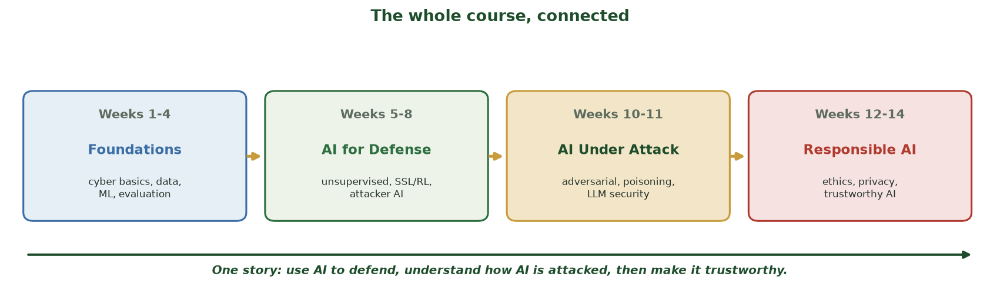 The whole course, connected
Weeks 1-4
Foundations
cyber basics, data,
ML, evaluation
Weeks 5-8
AI for Defense
unsupervised, SSL/RL,
attacker AI
Weeks 10-11
AI Under Attack
adversarial, poisoning,
LLM security
Weeks 12-14
Responsible AI
ethics, privacy,
trustworthy AI
One story: use AI to defend, understand how AI is attacked, then make it trustworthy.